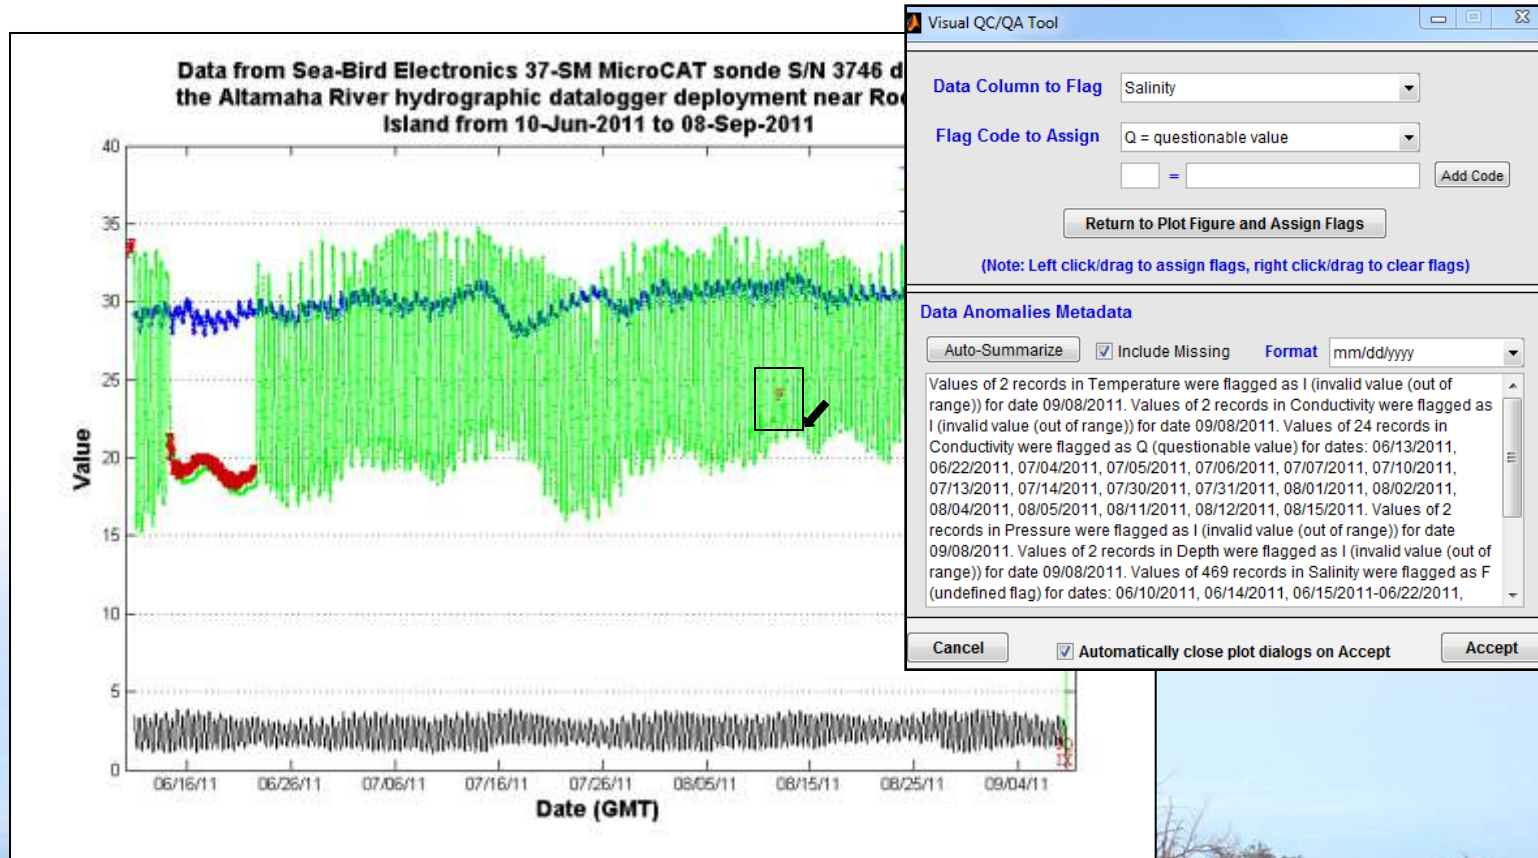 Data from Sea-Bird Electronics 37-SM MicroCAT sonde S/N 3746 d
the Altamaha River hydrographic datalogger deployment near Ro
Island from 10-Jun-2011 to 08-Sep-2011
40
35
30
25
20
15
10
5
0
Value
06/16/11 06/26/11 07/06/11 07/16/11 07/26/11 08/05/11 08/15/11 08/25/11 09/04/11
Date (GMT)
Visual QC/QA Tool
Data Column to Flag Salinity
Flag Code to Assign Q = questionable value
= Add Code
Return to Plot Figure and Assign Flags
(Note: Left click/drag to assign flags, right click/drag to clear flags)
Data Anomalies Metadata
Auto-Summarize Include Missing Format mm/dd/yyyy
Values of 2 records in Temperature were flagged as I (invalid value (out of
range)) for date 09/08/2011. Values of 2 records in Conductivity were flagged as
I (invalid value (out of range)) for date 09/08/2011. Values of 24 records in
Conductivity were flagged as Q (questionable value) for dates: 06/13/2011,
06/22/2011, 07/04/2011, 07/05/2011, 07/06/2011, 07/07/2011, 07/10/2011,
07/13/2011, 07/14/2011, 07/30/2011, 07/31/2011, 08/01/2011, 08/02/2011,
08/04/2011, 08/05/2011, 08/11/2011, 08/12/2011, 08/15/2011. Values of 2
records in Pressure were flagged as I (invalid value (out of range)) for date
09/08/2011. Values of 2 records in Depth were flagged as I (invalid value (out of
range)) for date 09/08/2011. Values of 469 records in Salinity were flagged as F
(undefined flag) for dates: 06/10/2011, 06/14/2011, 06/15/2011-06/22/2011,
Cancel Automatically close plot dialogs on Accept Accept